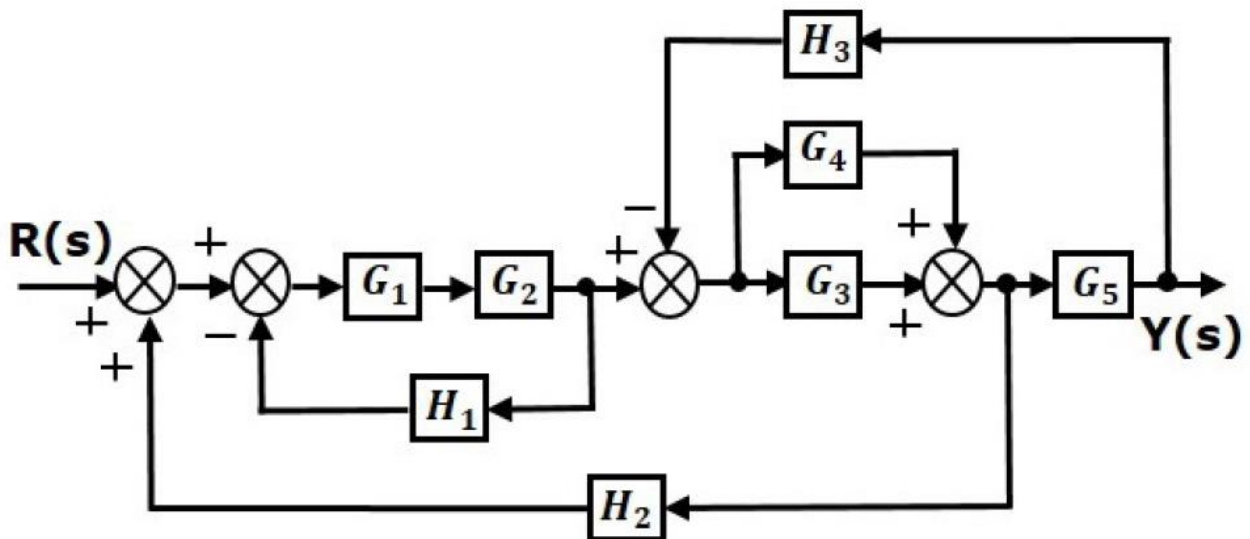 H₃
G₄
R(s)
+
−
+
+
G₁
G₂
G₃
G₅
+
−
+
Y(s)
+
H₁
H₂